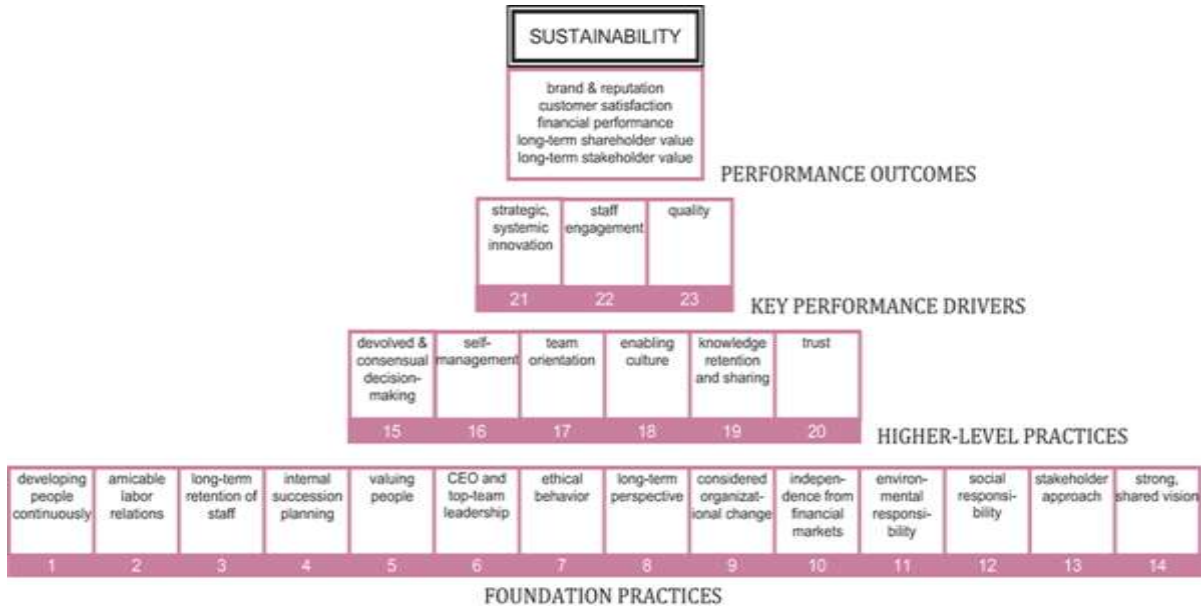 SUSTAINABILITY
brand & reputation
customer satisfaction
financial performance
long-term shareholder value
long-term stakeholder value
PERFORMANCE OUTCOMES
strategic,
systemic
innovation
21
staff
engagement
22
quality
23
KEY PERFORMANCE DRIVERS
devolved &
consensual
decision-
making
15
self-
management
16
team
orientation
17
enabling
culture
18
knowledge
retention
and sharing
19
trust
20
HIGHER-LEVEL PRACTICES
developing
people
continuously
1
amicable
labor
relations
2
long-term
retention of
staff
3
internal
succession
planning
4
valuing
people
5
CEO and
top-team
leadership
6
ethical
behavior
7
long-term
perspective
8
considered
organizat-
ional change
9
indepen-
dence from
financial
markets
10
environ-
mental
responsi-
bility
11
social
responsi-
bility
12
stakeholder
approach
13
strong,
shared vision
14
FOUNDATION PRACTICES